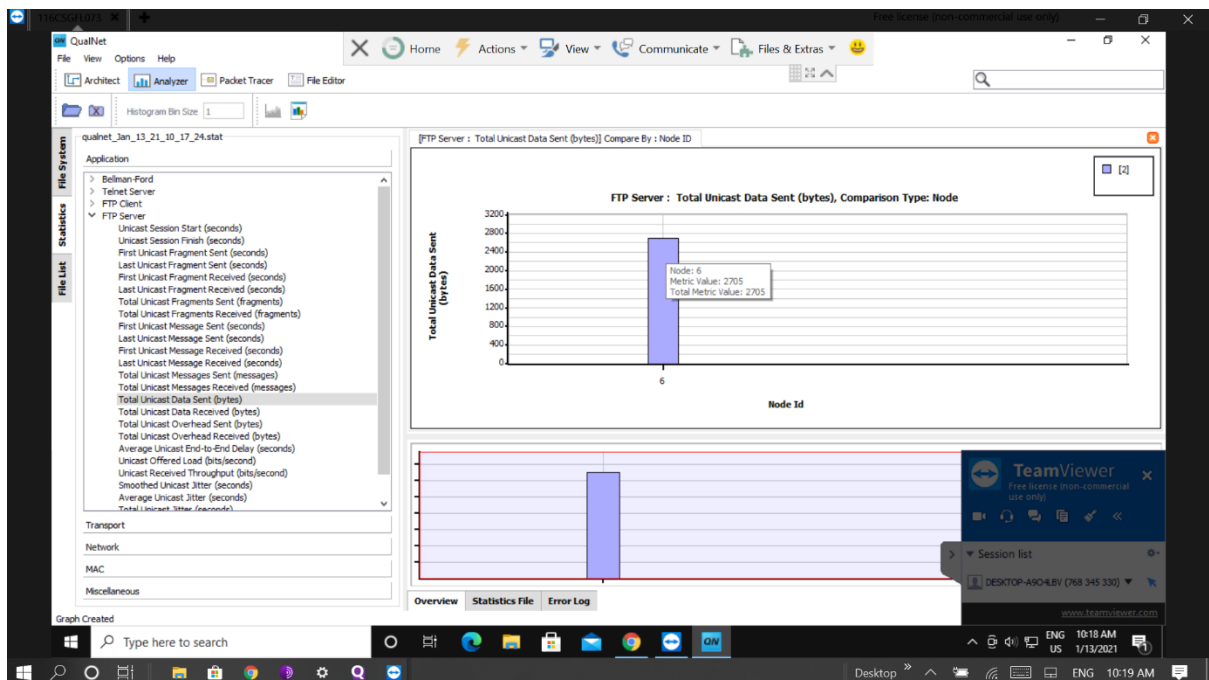 116CSGFL073
Free license (non-commercial use only)
QN QualNet
File View Options Help
Home Actions View Communicate Files & Extras
Architect Analyzer Packet Tracer File Editor
Histogram Bin Size 1
File System
Statistics
File List
qualnet_Jan_13_21_10_17_24.stat
Application
Bellman-Ford
Telnet Server
FTP Client
FTP Server
Unicast Session Start (seconds)
Unicast Session Finish (seconds)
First Unicast Fragment Sent (seconds)
Last Unicast Fragment Sent (seconds)
First Unicast Fragment Received (seconds)
Last Unicast Fragment Received (seconds)
Total Unicast Fragments Sent (fragments)
Total Unicast Fragments Received (fragments)
First Unicast Message Sent (seconds)
Last Unicast Message Sent (seconds)
First Unicast Message Received (seconds)
Last Unicast Message Received (seconds)
Total Unicast Messages Sent (messages)
Total Unicast Messages Received (messages)
Total Unicast Data Sent (bytes)
Total Unicast Data Received (bytes)
Total Unicast Overhead Sent (bytes)
Total Unicast Overhead Received (bytes)
Average Unicast End-to-End Delay (seconds)
Unicast Offered Load (bits/second)
Unicast Received Throughput (bits/second)
Smoothed Unicast Jitter (seconds)
Average Unicast Jitter (seconds)
Total Unicast Jitter (seconds)
Transport
Network
MAC
Miscellaneous
Graph Created
[FTP Server : Total Unicast Data Sent (bytes)] Compare By : Node ID
[2]
FTP Server : Total Unicast Data Sent (bytes), Comparison Type: Node
Total Unicast Data Sent
(bytes)
3200
2800
2400
2000
1600
1200
800
400
0
Node: 6
Metric Value: 2705
Total Metric Value: 2705
6
Node Id
Overview Statistics File Error Log
TeamViewer
Free license (non-commercial
use only)
Session list
DESKTOP-A9O4LBV (768 345 330)
www.teamviewer.com
Type here to search
QN
ENG 10:18 AM
US 1/13/2021
Desktop ENG 10:19 AM